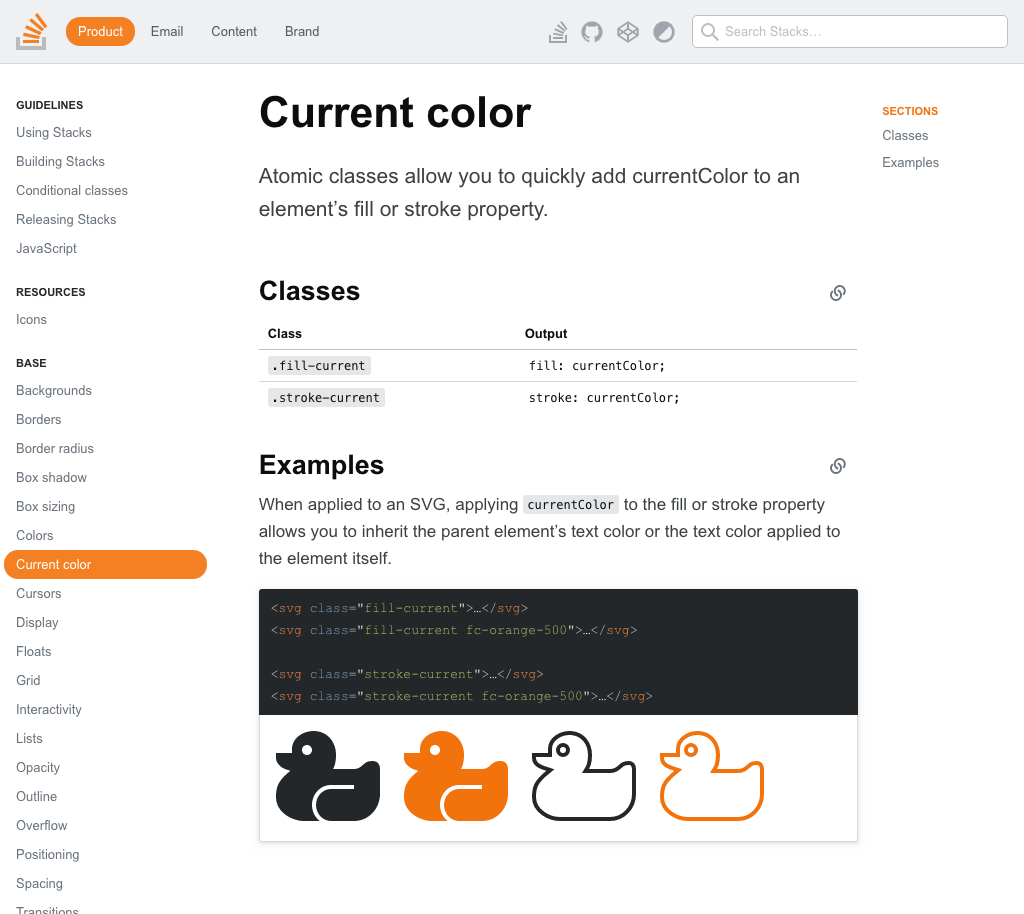 Product
Email
Content
Brand
Search Stacks…
GUIDELINES
Using Stacks
Building Stacks
Conditional classes
Releasing Stacks
JavaScript
RESOURCES
Icons
BASE
Backgrounds
Borders
Border radius
Box shadow
Box sizing
Colors
Current color
Cursors
Display
Floats
Grid
Interactivity
Lists
Opacity
Outline
Overflow
Positioning
Spacing
Transitions
Current color
Atomic classes allow you to quickly add currentColor to an
element’s fill or stroke property.
Classes
Class Output
.fill-current fill: currentColor;
.stroke-current stroke: currentColor;
Examples
When applied to an SVG, applying currentColor to the fill or stroke property
allows you to inherit the parent element’s text color or the text color applied to
the element itself.
<svg class="fill-current">…</svg>
<svg class="fill-current fc-orange-500">…</svg>
<svg class="stroke-current">…</svg>
<svg class="stroke-current fc-orange-500">…</svg>
SECTIONS
Classes
Examples